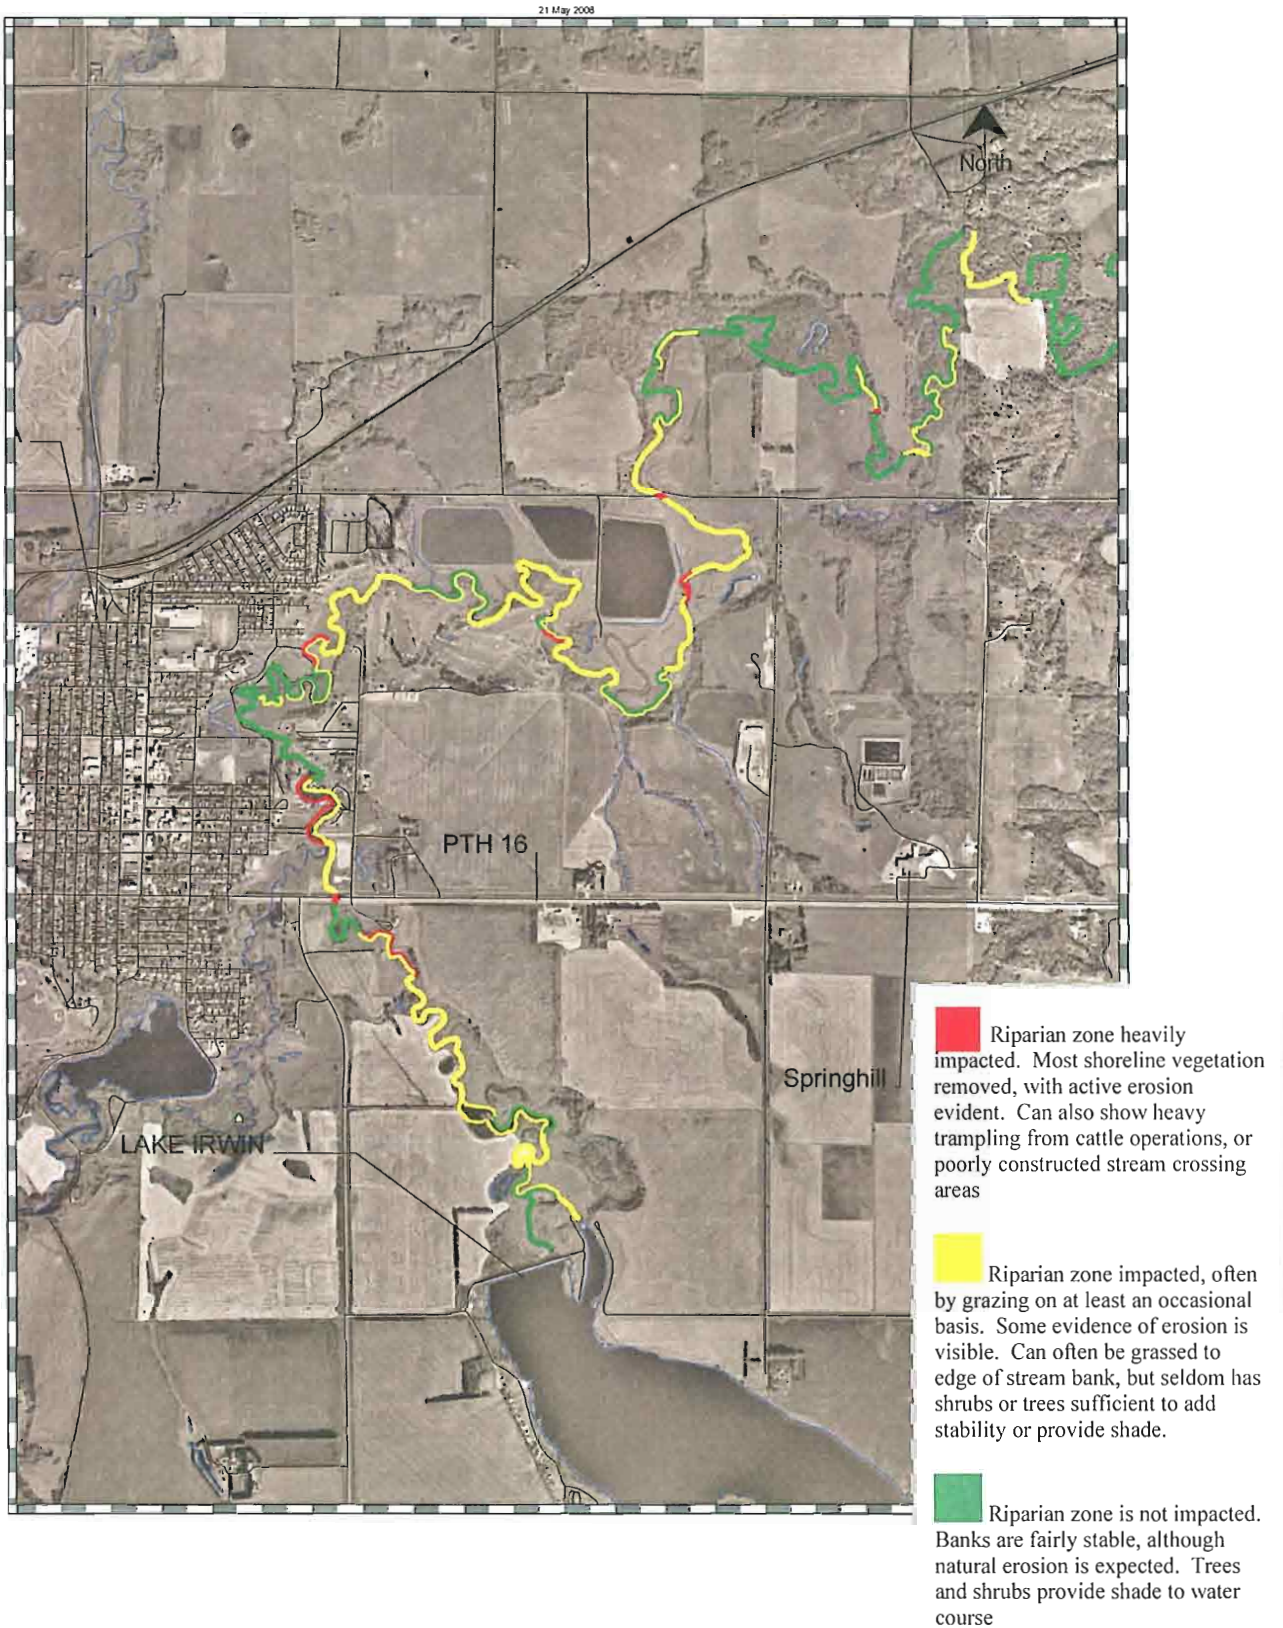 21 May 2008
North
PTH 16
Springhill
LAKE IRWIN
Riparian zone heavily
impacted. Most shoreline vegetation
removed, with active erosion
evident. Can also show heavy
trampling from cattle operations, or
poorly constructed stream crossing
areas
Riparian zone impacted, often
by grazing on at least an occasional
basis. Some evidence of erosion is
visible. Can often be grassed to
edge of stream bank, but seldom has
shrubs or trees sufficient to add
stability or provide shade.
Riparian zone is not impacted.
Banks are fairly stable, although
natural erosion is expected. Trees
and shrubs provide shade to water
course